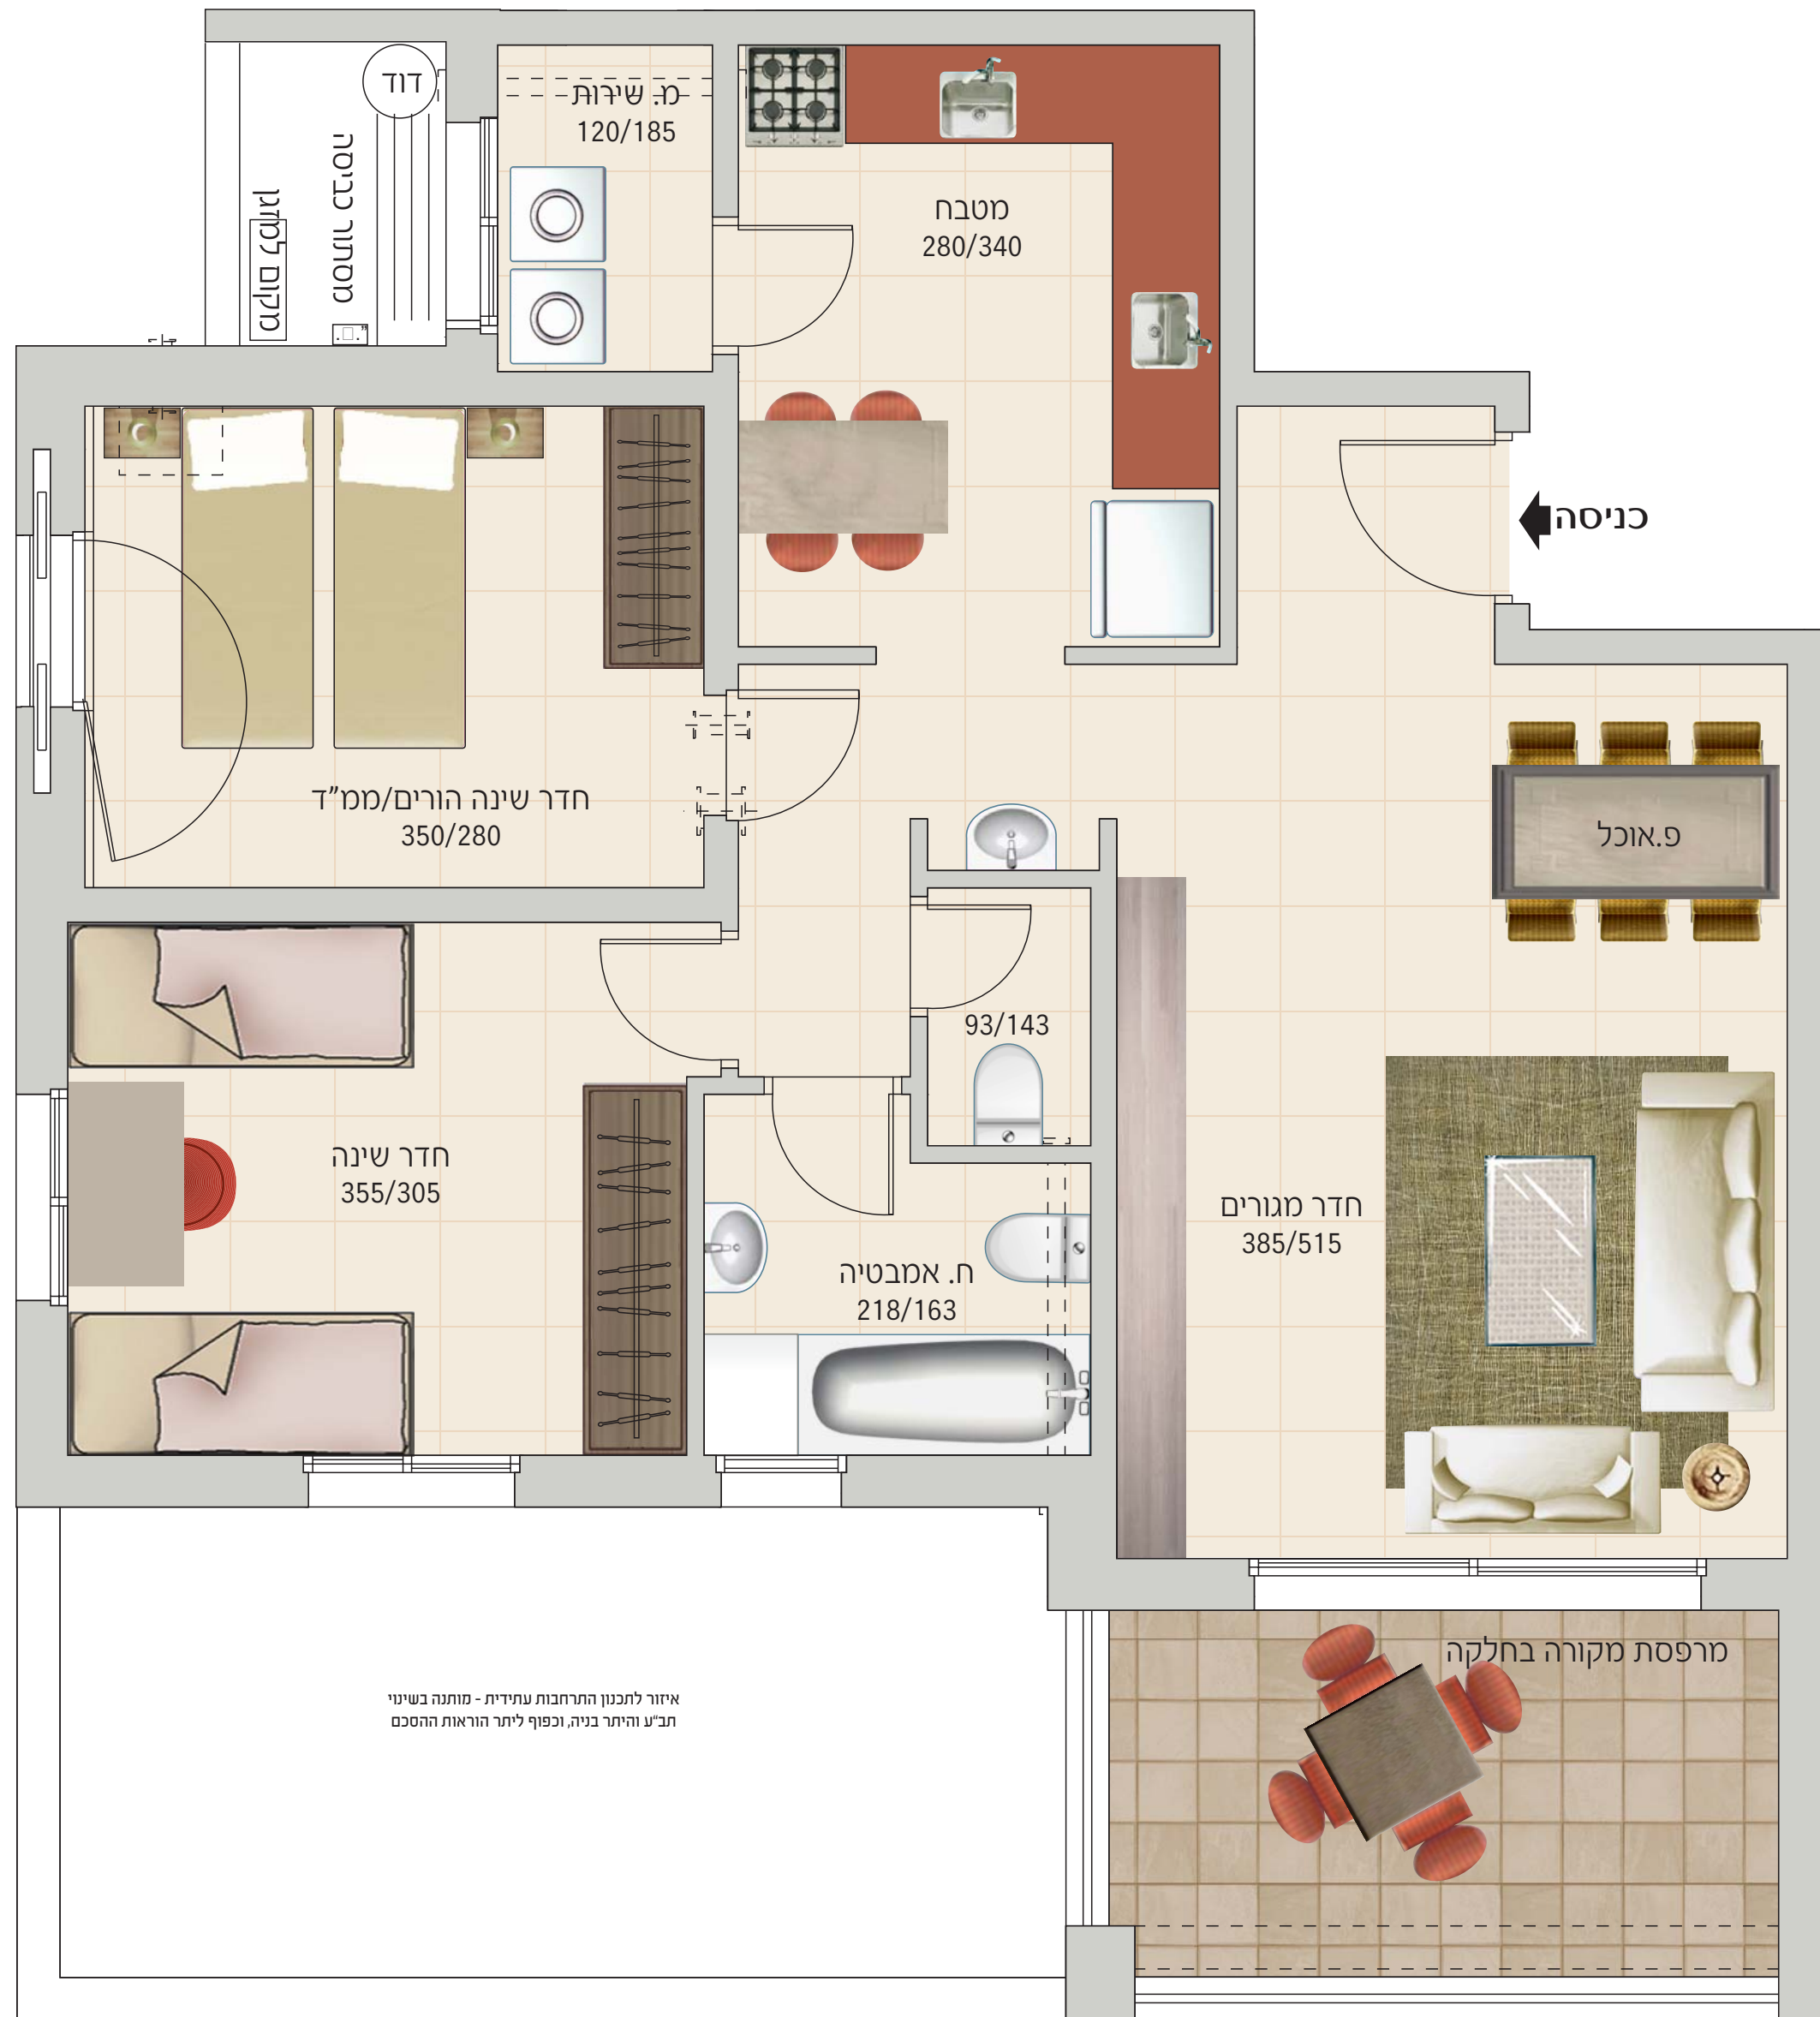 דוד
מ. שירות
120/185
מסתור כביסה
מקום למזגן
מטבח
280/340
כניסה
חדר שינה הורים/ממ"ד
350/280
פ.אוכל
93/143
חדר שינה
355/305
חדר מגורים
385/515
ח. אמבטיה
218/163
מרפסת מקורה בחלקה
איזור לתכנון התרחבות עתידית - מותנה בשינוי
תב"ע והיתר בניה, וכפוף ליתר הוראות ההסכם